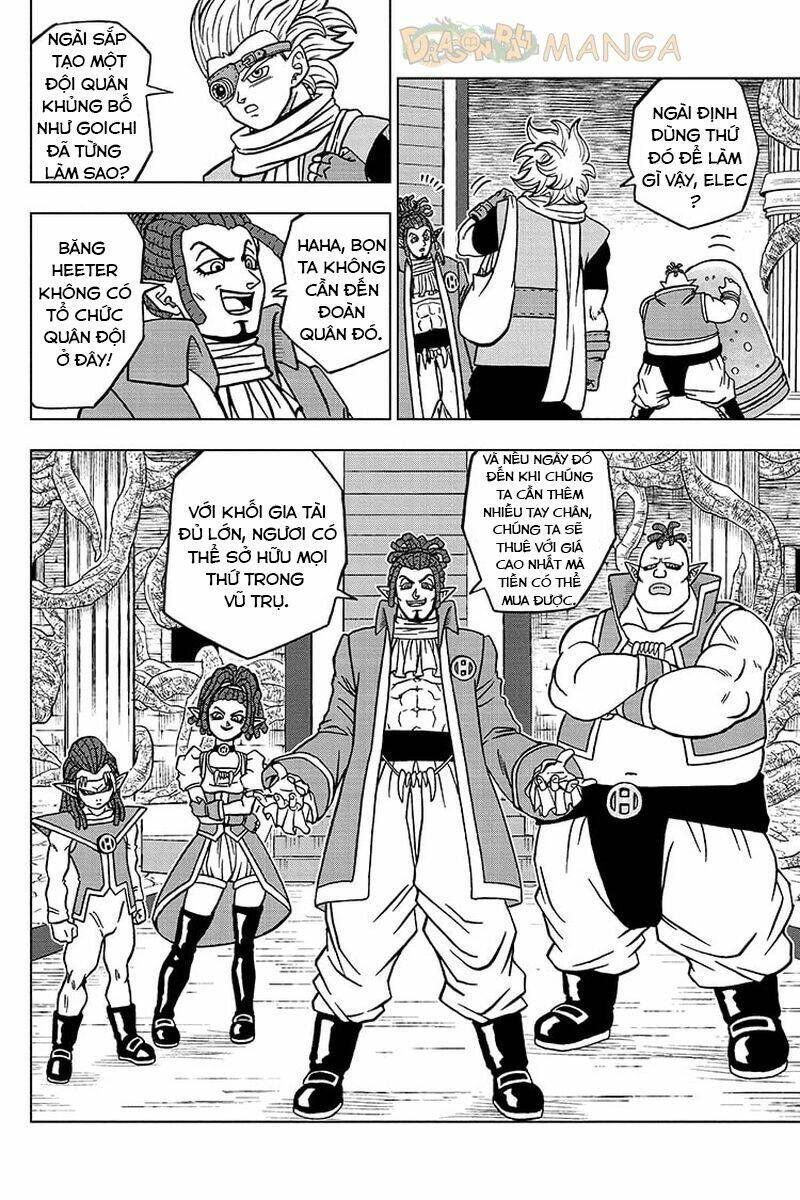 DRAGON BALL MANGA
NGÀI ĐỊNH
DÙNG THỨ
ĐÓ ĐỂ LÀM
GÌ VẬY, ELEC
?
NGÀI SẮP
TẠO MỘT
ĐỘI QUÂN
KHỦNG BỐ
NHƯ GOICHI
ĐÃ TỪNG
LÀM SAO?
HAHA, BỌN
TA KHÔNG
CẦN ĐẾN
ĐOÀN
QUÂN ĐÓ.
BĂNG
HEETER
KHÔNG CÓ
TỔ CHỨC
QUÂN ĐỘI
Ở ĐÂY!
VÀ NẾU NGÀY ĐÓ
ĐẾN KHI CHÚNG
TA CẦN THÊM
NHIỀU TAY CHÂN,
CHÚNG TA SẼ
THUÊ VỚI GIÁ
CAO NHẤT MÀ
TIỀN CÓ THỂ
MUA ĐƯỢC.
VỚI KHỐI GIA TÀI
ĐỦ LỚN, NGƯƠI CÓ
THỂ SỞ HỮU MỌI
THỨ TRONG
VŨ TRỤ.